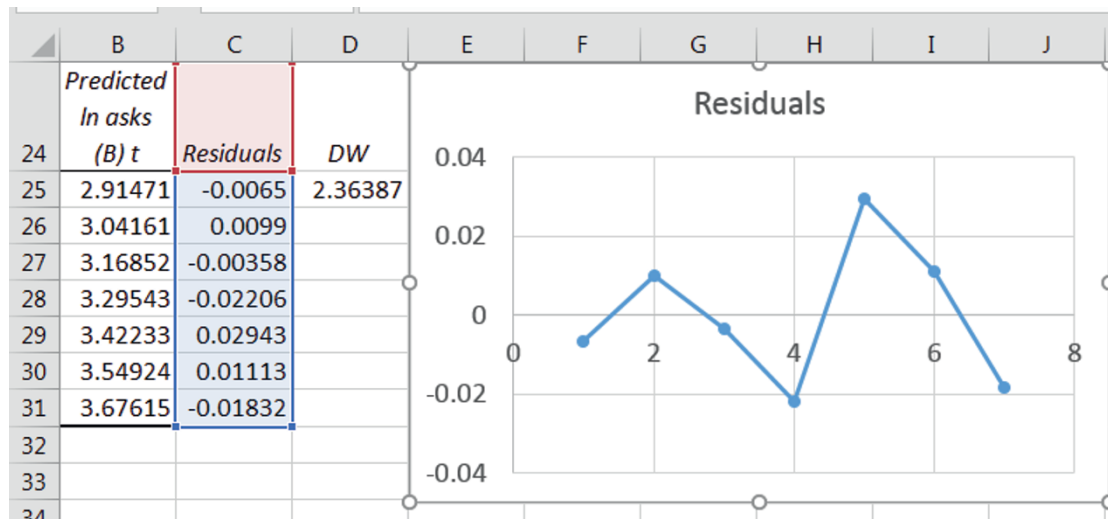 B C D E F G H I J
Predicted
ln asks
24 (B) t Residuals DW
25 2.91471 -0.0065 2.36387
26 3.04161 0.0099
27 3.16852 -0.00358
28 3.29543 -0.02206
29 3.42233 0.02943
30 3.54924 0.01113
31 3.67615 -0.01832
32
33
34
Residuals
0.04
0.02
0
0 2 4 6 8
-0.02
-0.04